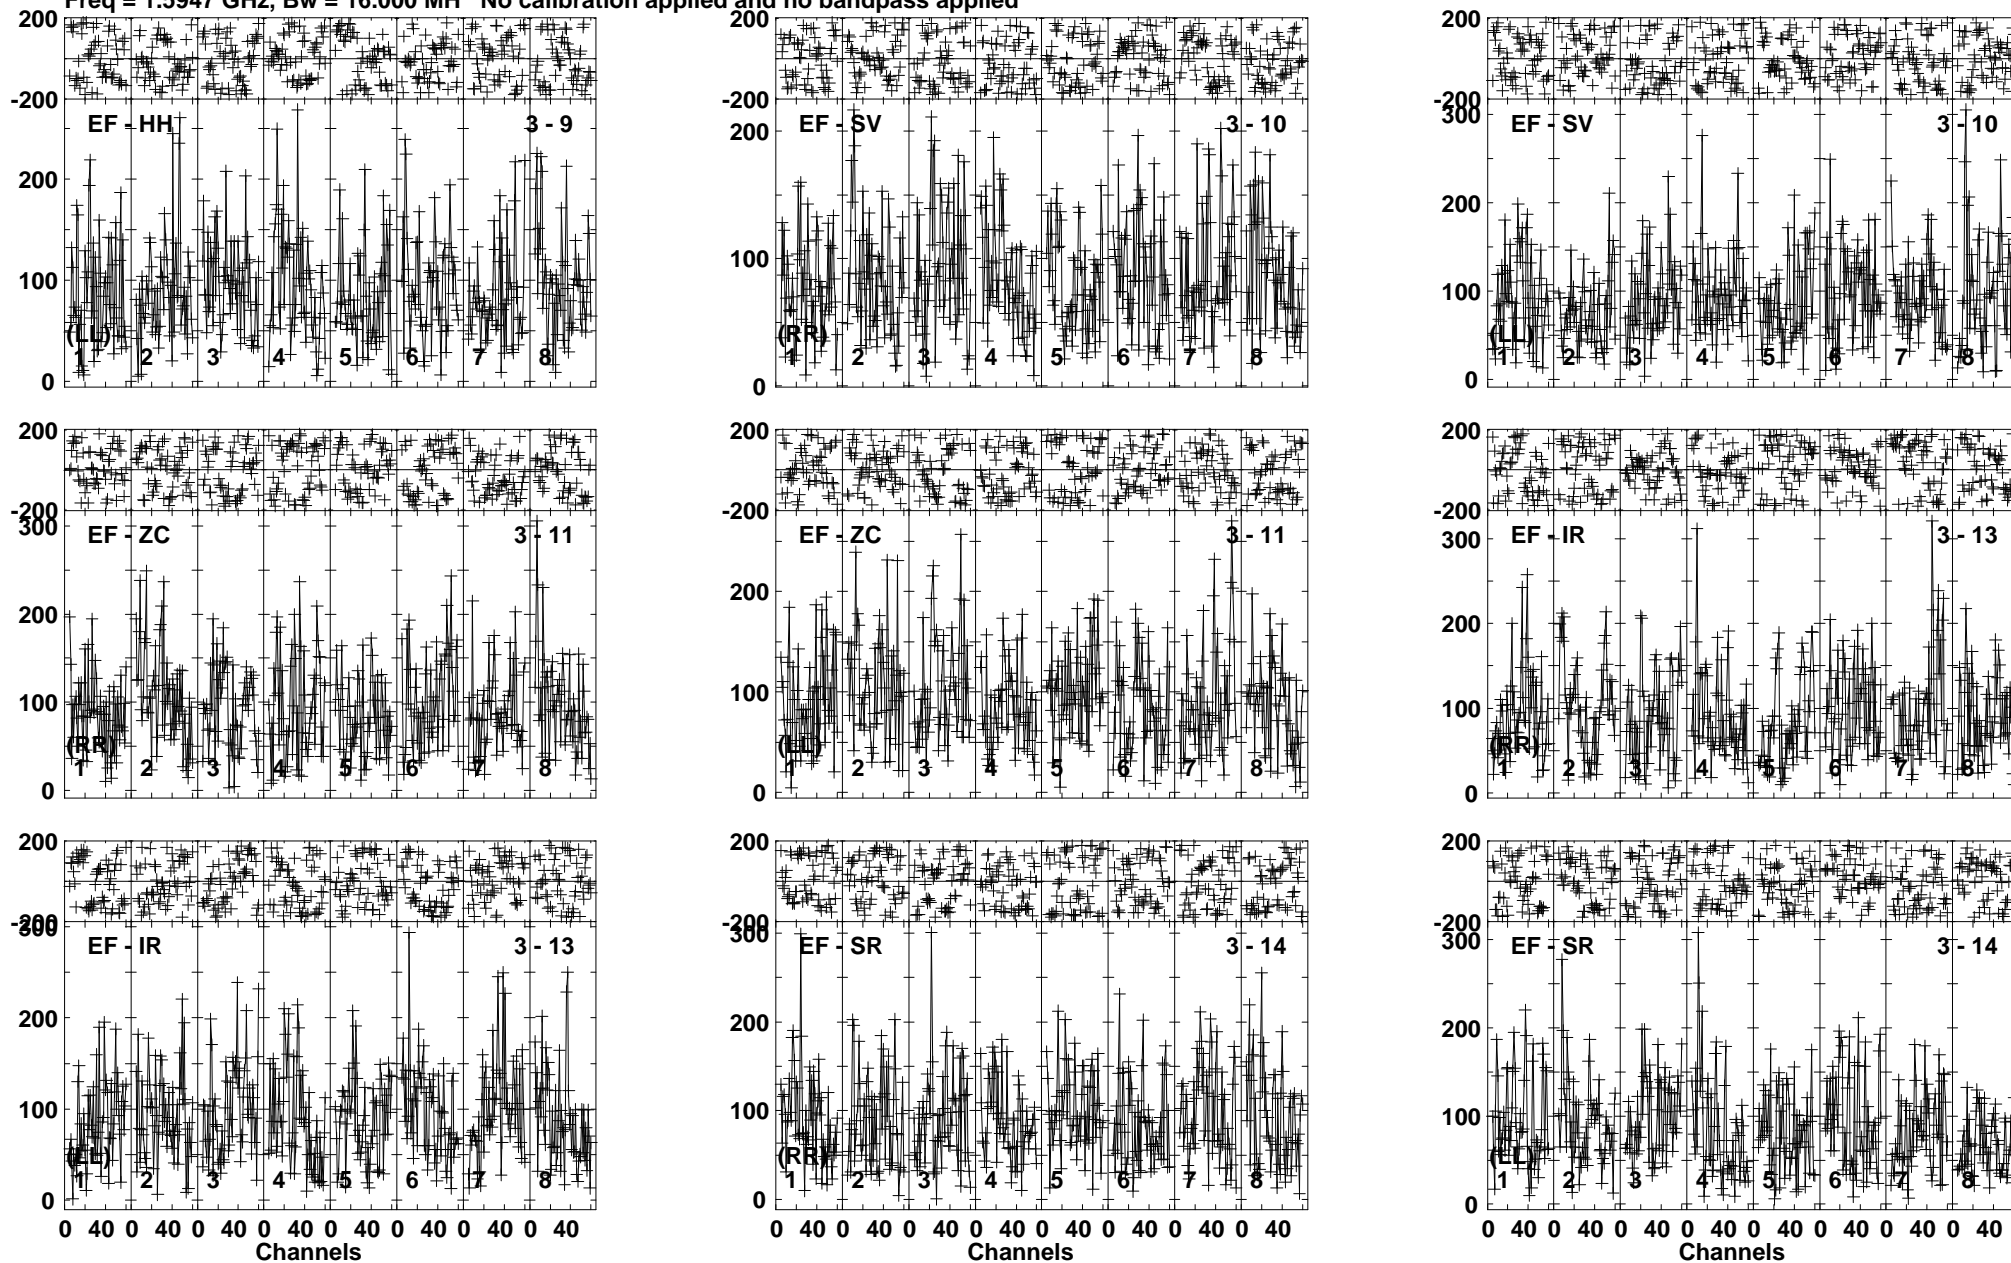 Freq = 1.5947 GHz, Bw = 16.000 MH No calibration applied and no bandpass applied
200 200 200
-200 -200 -200
EF - HH 3 - 9 EF - SV 3 - 10 EF - SV 3 - 10
300
200 200 200
100 100 100
(LL) (RR) (LL)
1 2 3 4 5 6 7 8 1 2 3 4 5 6 7 8 1 2 3 4 5 6 7 8
0 0 0
200 200 200
-200 -200 -200
300 300
EF - ZC 3 - 11 EF - ZC 3 - 11 EF - IR 3 - 13
200 200 200
100 100 100
(RR) (LL) (RR)
1 2 3 4 5 6 7 8 1 2 3 4 5 6 7 8 1 2 3 4 5 6 7 8
0 0 0
200 200 200
-200 -200 -200
300 300 300
EF - IR 3 - 13 EF - SR 3 - 14 EF - SR 3 - 14
200 200 200
100 100 100
(LL) (RR) (LL)
1 2 3 4 5 6 7 8 1 2 3 4 5 6 7 8 1 2 3 4 5 6 7 8
0 0 0
0 40 0 40 0 40 0 40 0 40 0 40 0 40 0 40 0 40 0 40 0 40 0 40 0 40 0 40 0 40 0 40 0 40 0 40 0 40 0 40 0 40 0 40 0 40 0 40
Channels Channels Channels